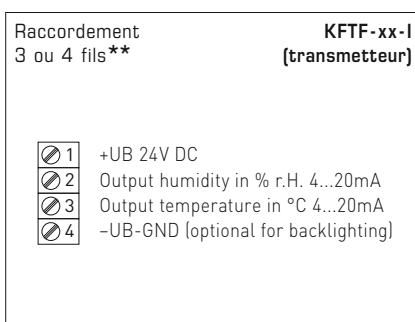 Raccordement
3 ou 4 fils**
KFTF-xx-I
(transmetteur)
1 +UB 24V DC
2 Output humidity in % r.H. 4...20mA
3 Output temperature in °C 4...20mA
4 –UB-GND (optional for backlighting)